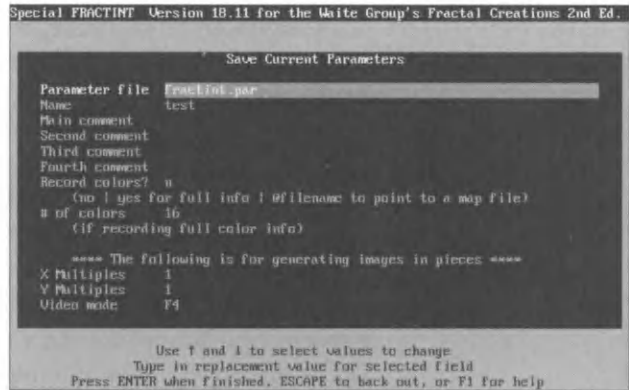 Special FRACTINT Version 18.11 for the Waite Group's Fractal Creations 2nd Ed.
Save Current Parameters
Parameter file fractint.par
Name test
Main comment
Second comment
Third comment
Fourth comment
Record colors? n
(no | yes for full info | @filename to point to a map file)
# of colors 16
(if recording full color info)
==== The following is for generating images in pieces ====
X Multiples 1
Y Multiples 1
Video mode F4
Use ↑ and ↓ to select values to change
Type in replacement value for selected field
Press ENTER when finished, ESCAPE to back out, or F1 for help